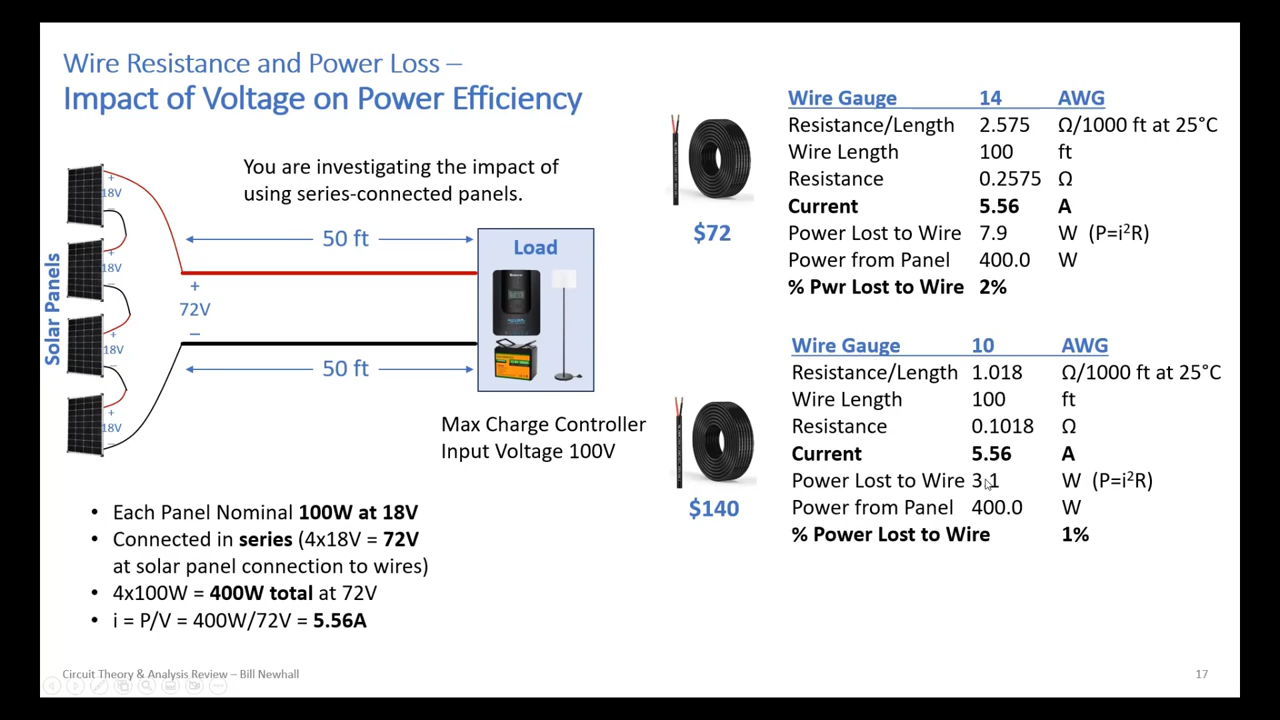 Wire Resistance and Power Loss –
Impact of Voltage on Power Efficiency
You are investigating the impact of
using series-connected panels.
Solar Panels
+
18V
–
+
18V
–
+
18V
–
+
18V
–
50 ft
+
72V
–
50 ft
Load
Max Charge Controller
Input Voltage 100V
• Each Panel Nominal 100W at 18V
• Connected in series (4x18V = 72V
at solar panel connection to wires)
• 4x100W = 400W total at 72V
• i = P/V = 400W/72V = 5.56A
$72
Wire Gauge 14 AWG
Resistance/Length 2.575 Ω/1000 ft at 25°C
Wire Length 100 ft
Resistance 0.2575 Ω
Current 5.56 A
Power Lost to Wire 7.9 W (P=i²R)
Power from Panel 400.0 W
% Pwr Lost to Wire 2%
$140
Wire Gauge 10 AWG
Resistance/Length 1.018 Ω/1000 ft at 25°C
Wire Length 100 ft
Resistance 0.1018 Ω
Current 5.56 A
Power Lost to Wire 3.1 W (P=i²R)
Power from Panel 400.0 W
% Power Lost to Wire 1%
Circuit Theory & Analysis Review – Bill Newhall
17